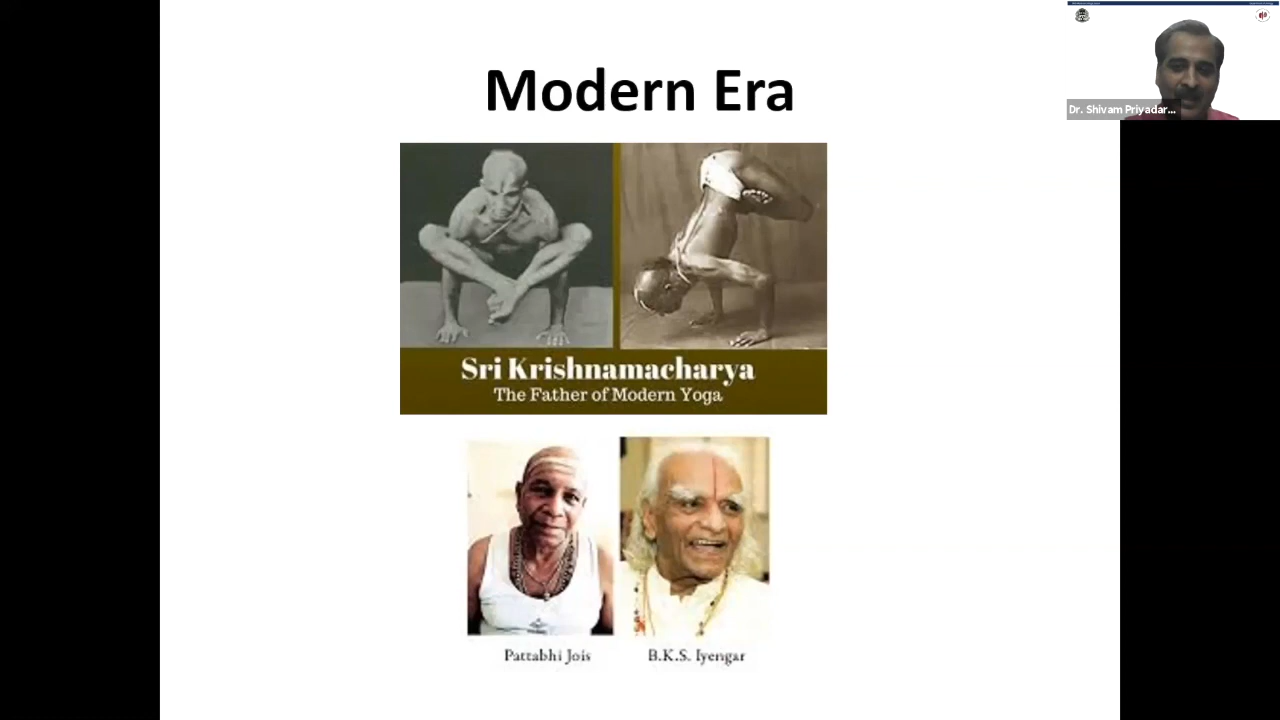 Modern Era
Dr. Shivam Priyadar...
Sri Krishnamacharya
The Father of Modern Yoga
Pattabhi Jois
B.K.S. Iyengar